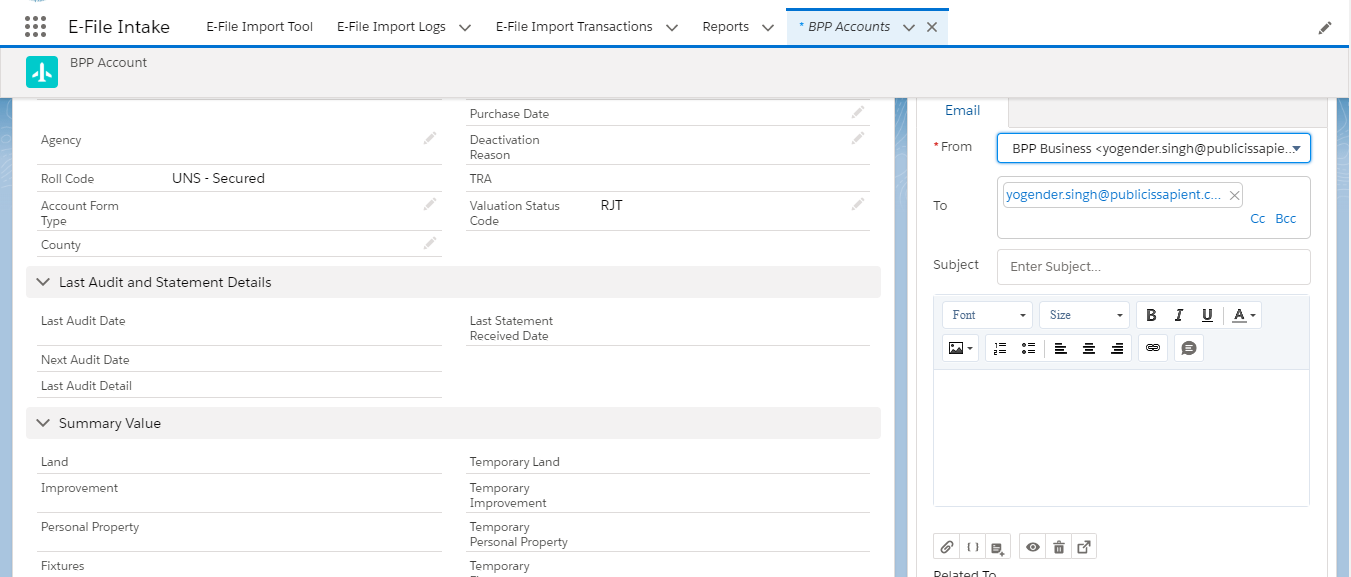 E-File Intake
E-File Import Tool
E-File Import Logs
E-File Import Transactions
Reports
* BPP Accounts
BPP Account
Purchase Date
Agency
Deactivation
Reason
Roll Code
UNS - Secured
TRA
Account Form
Type
Valuation Status
Code
RJT
County
Last Audit and Statement Details
Last Audit Date
Last Statement
Received Date
Next Audit Date
Last Audit Detail
Summary Value
Land
Temporary Land
Improvement
Temporary
Improvement
Personal Property
Temporary
Personal Property
Fixtures
Temporary
Email
* From
BPP Business <yogender.singh@publicissapie...
To
yogender.singh@publicissapient.c...
Cc Bcc
Subject
Enter Subject...
Font
Size
B I U A
Related To